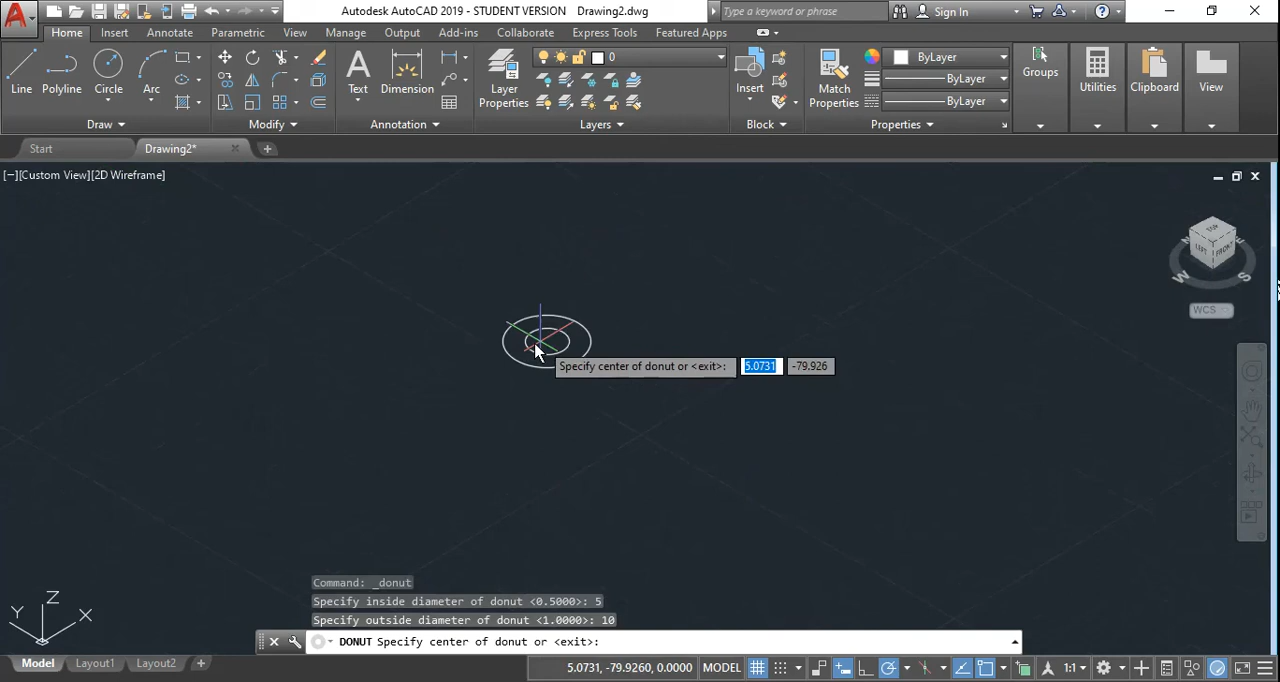 A Autodesk AutoCAD 2019 - STUDENT VERSION Drawing2.dwg Type a keyword or phrase Sign In
Home Insert Annotate Parametric View Manage Output Add-ins Collaborate Express Tools Featured Apps
0 ByLayer
ByLayer
ByLayer
Line Polyline Circle Arc Text Dimension Layer Properties Insert Match Properties Groups Utilities Clipboard View
Draw Modify Annotation Layers Block Properties
Start Drawing2*
[−][Custom View][2D Wireframe]
TOP
LEFT FRONT
W S
WCS
Specify center of donut or <exit>: 5.0731 -79.926
Command: _donut
Specify inside diameter of donut <0.5000>: 5
Specify outside diameter of donut <1.0000>: 10
Z
Y X
DONUT Specify center of donut or <exit>:
Model Layout1 Layout2 5.0731, -79.9260, 0.0000 MODEL 1:1